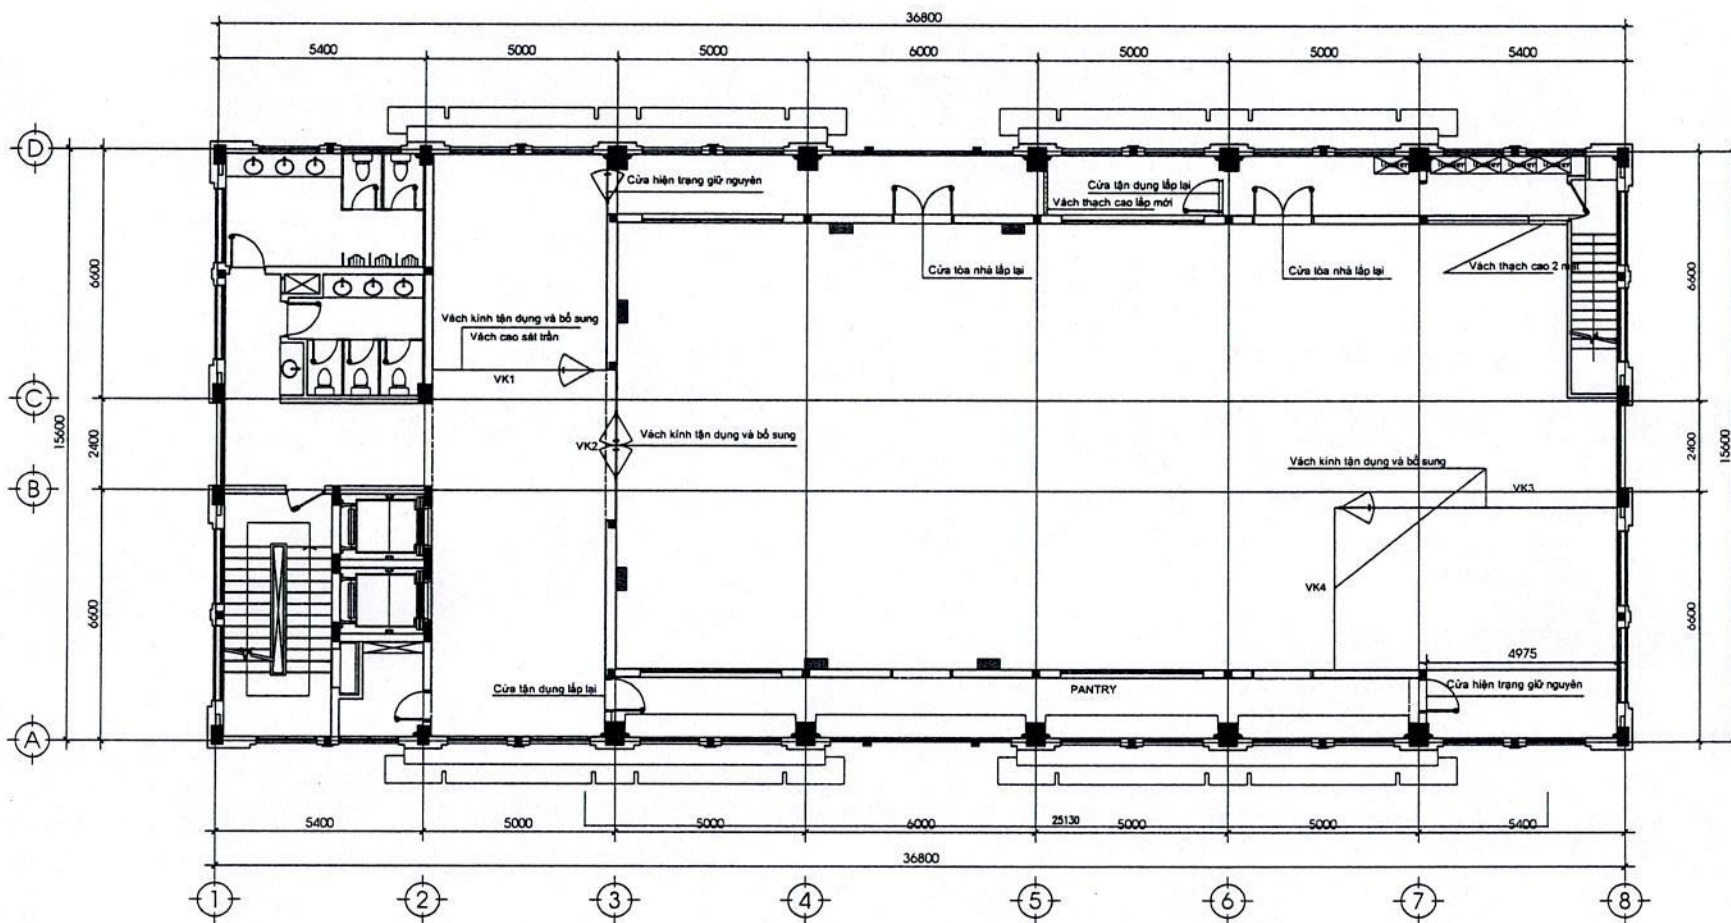 36800
5400 5000 5000 6000 5000 5000 5400
D
Cửa hiện trạng giữ nguyên
Cửa tận dụng lắp lại
Vách thạch cao lắp mới
Cửa tòa nhà lắp lại
Cửa tòa nhà lắp lại
Vách thạch cao 2 mặt
6600
6600
Vách kính tận dụng và bổ sung
Vách cao sát trần
VK1
C
15600
2400
VK2
Vách kính tận dụng và bổ sung
Vách kính tận dụng và bổ sung
2400
15600
B
VK3
VK4
6600
6600
4975
Cửa tận dụng lắp lại
PANTRY
Cửa hiện trạng giữ nguyên
A
5400 5000 5000 6000 25130 5000 5000 5400
36800
1 2 3 4 5 6 7 8